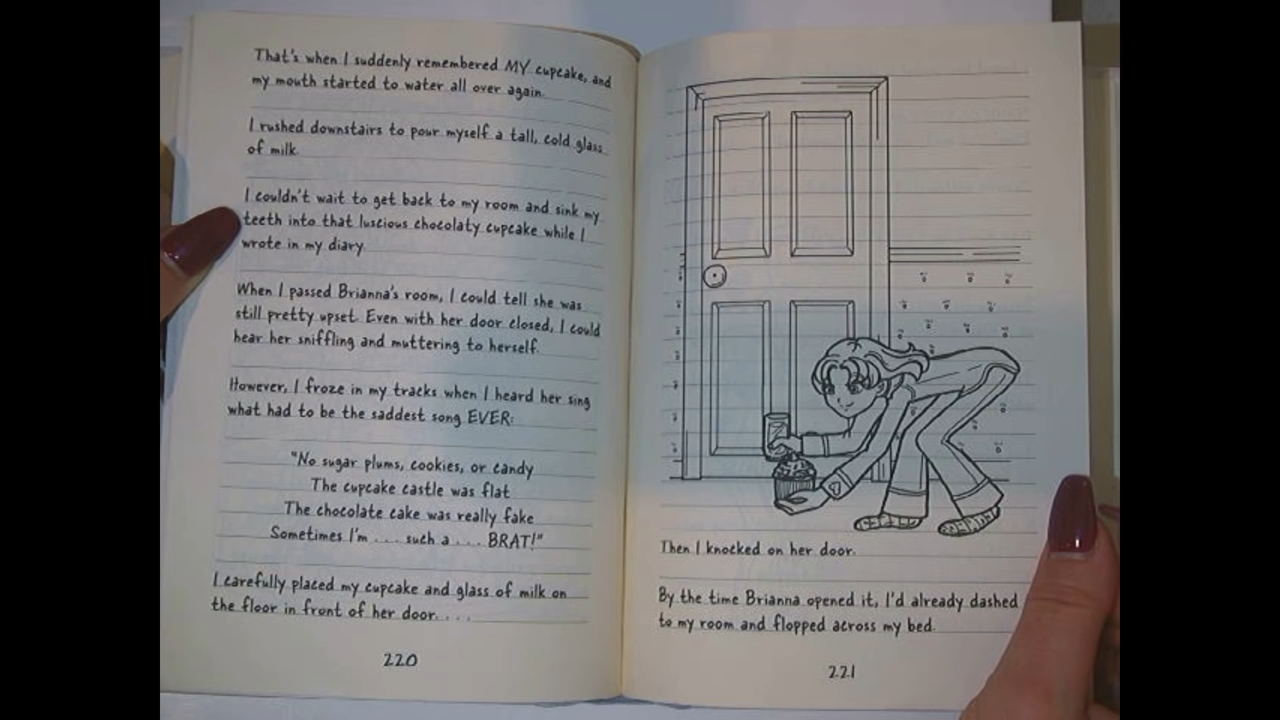 That's when I suddenly remembered MY cupcake, and
my mouth started to water all over again.
I rushed downstairs to pour myself a tall, cold glass
of milk.
I couldn't wait to get back to my room and sink my
teeth into that luscious chocolaty cupcake while I
wrote in my diary.
When I passed Brianna's room, I could tell she was
still pretty upset. Even with her door closed, I could
hear her sniffling and muttering to herself.
However, I froze in my tracks when I heard her sing
what had to be the saddest song EVER:
"No sugar plums, cookies, or candy
The cupcake castle was flat
The chocolate cake was really fake
Sometimes I'm . . . such a . . . BRAT!"
I carefully placed my cupcake and glass of milk on
the floor in front of her door. . . .
220
Then I knocked on her door.
By the time Brianna opened it, I'd already dashed
to my room and flopped across my bed.
221